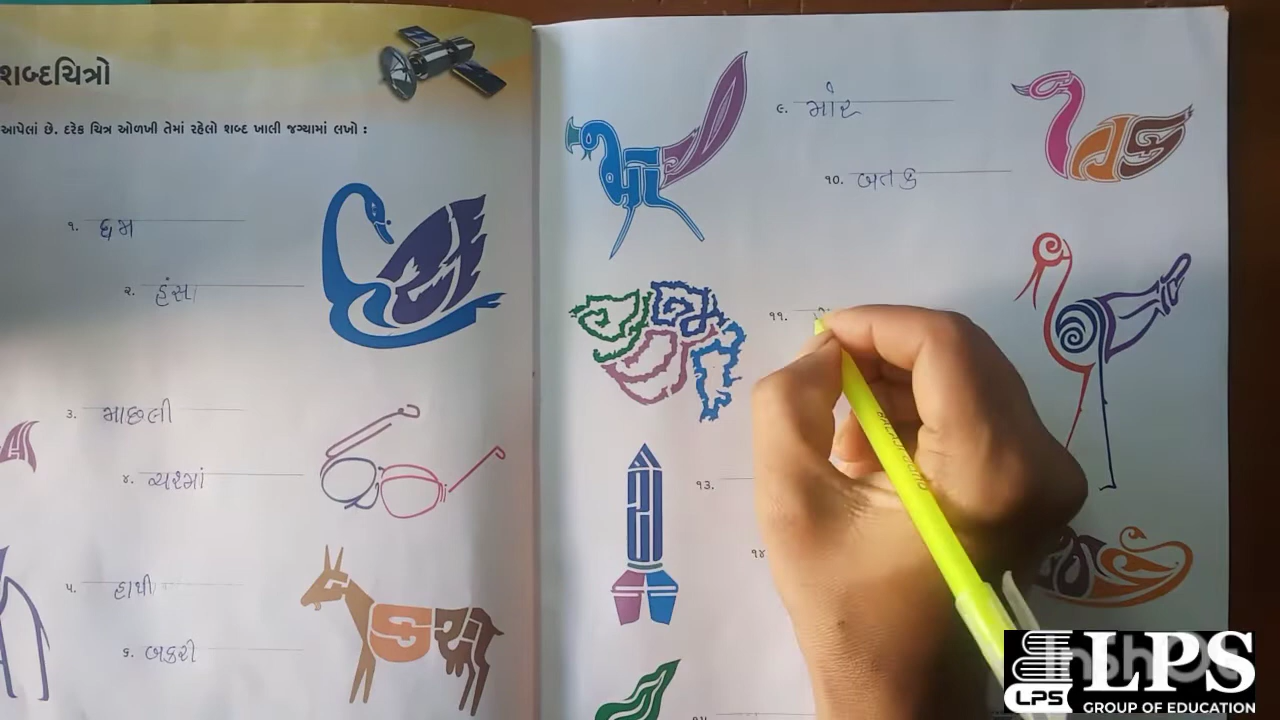 શબ્દચિત્રો
આપેલાં છે. દરેક ચિત્ર ઓળખી તેમાં રહેલો શબ્દ ખાલી જગ્યામાં લખો :
૧.
૨. હંસ
૩. માછલી
૪. ચશ્માં
૫. હાથી
૬. બકરી
૯. મોર
૧૦. બતક
૧૧.
૧૩.
૧૪
LPS
LPS
GROUP OF EDUCATION